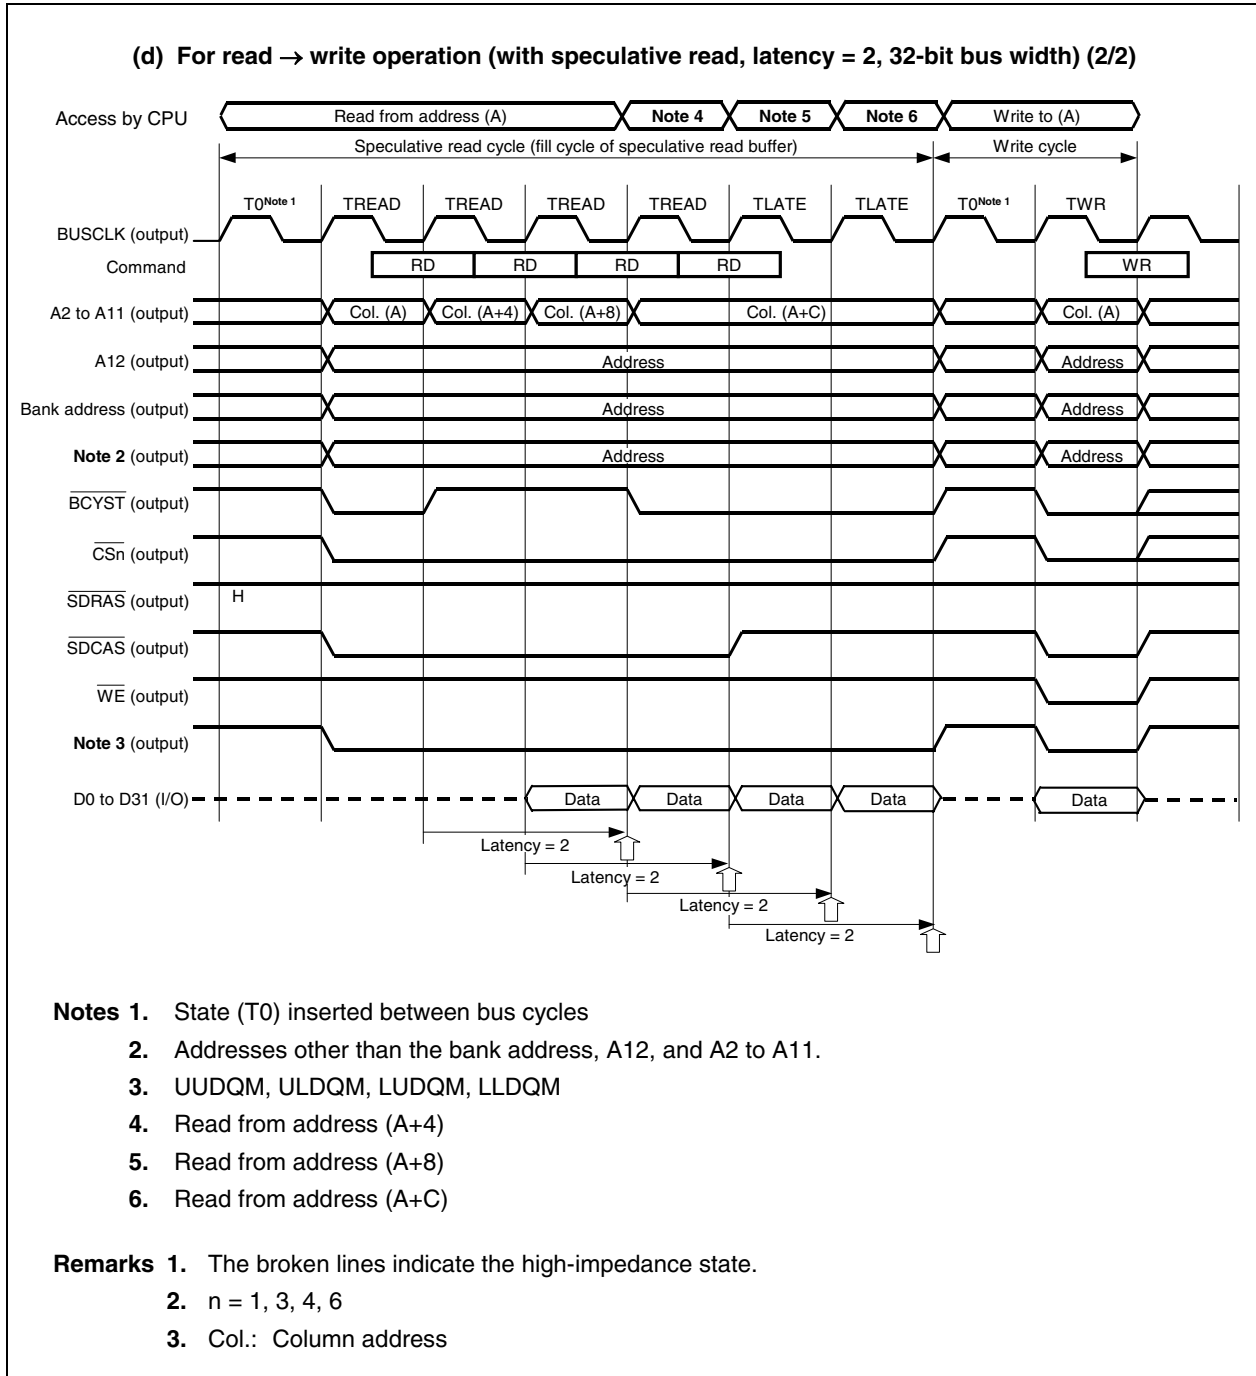 (d) For read → write operation (with speculative read, latency = 2, 32-bit bus width) (2/2)
Access by CPU Read from address (A) Note 4 Note 5 Note 6 Write to (A)
Speculative read cycle (fill cycle of speculative read buffer) Write cycle
T0Note 1 TREAD TREAD TREAD TREAD TLATE TLATE T0Note 1 TWR
BUSCLK (output)
Command RD RD RD RD WR
A2 to A11 (output) Col. (A) Col. (A+4) Col. (A+8) Col. (A+C) Col. (A)
A12 (output) Address Address
Bank address (output) Address Address
Note 2 (output) Address Address
BCYST (output)
CSn (output)
SDRAS (output) H
SDCAS (output)
WE (output)
Note 3 (output)
D0 to D31 (I/O) Data Data Data Data Data
Latency = 2
Latency = 2
Latency = 2
Latency = 2
Notes 1. State (T0) inserted between bus cycles
2. Addresses other than the bank address, A12, and A2 to A11.
3. UUDQM, ULDQM, LUDQM, LLDQM
4. Read from address (A+4)
5. Read from address (A+8)
6. Read from address (A+C)
Remarks 1. The broken lines indicate the high-impedance state.
2. n = 1, 3, 4, 6
3. Col.: Column address